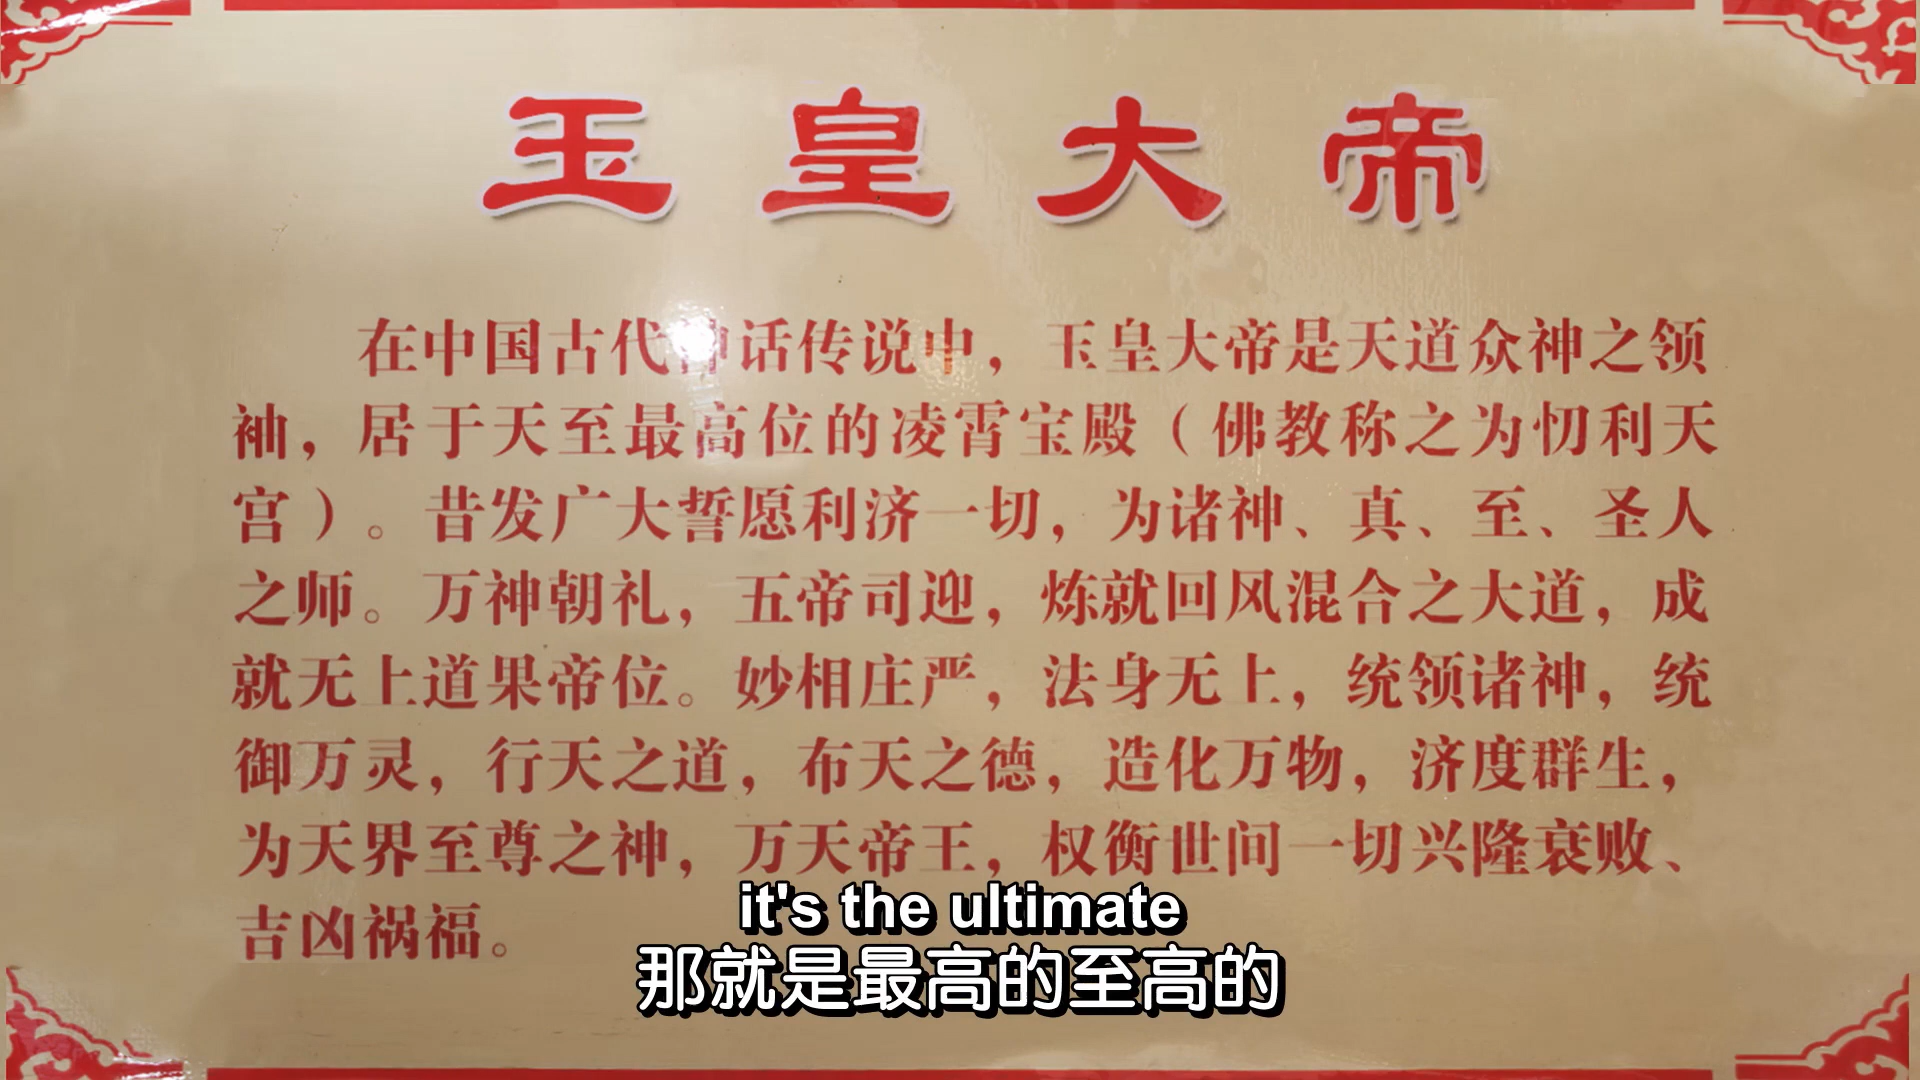 玉皇大帝
在中国古代神话传说中，玉皇大帝是天道众神之领
袖，居于天至最高位的凌霄宝殿（佛教称之为忉利天
宫）。昔发广大誓愿利济一切，为诸神、真、至、圣人
之师。万神朝礼，五帝司迎，炼就回风混合之大道，成
就无上道果帝位。妙相庄严，法身无上，统领诸神，统
御万灵，行天之道，布天之德，造化万物，济度群生，
为天界至尊之神，万天帝王，权衡世间一切兴隆衰败、
吉凶祸福。
it's the ultimate
那就是最高的至高的